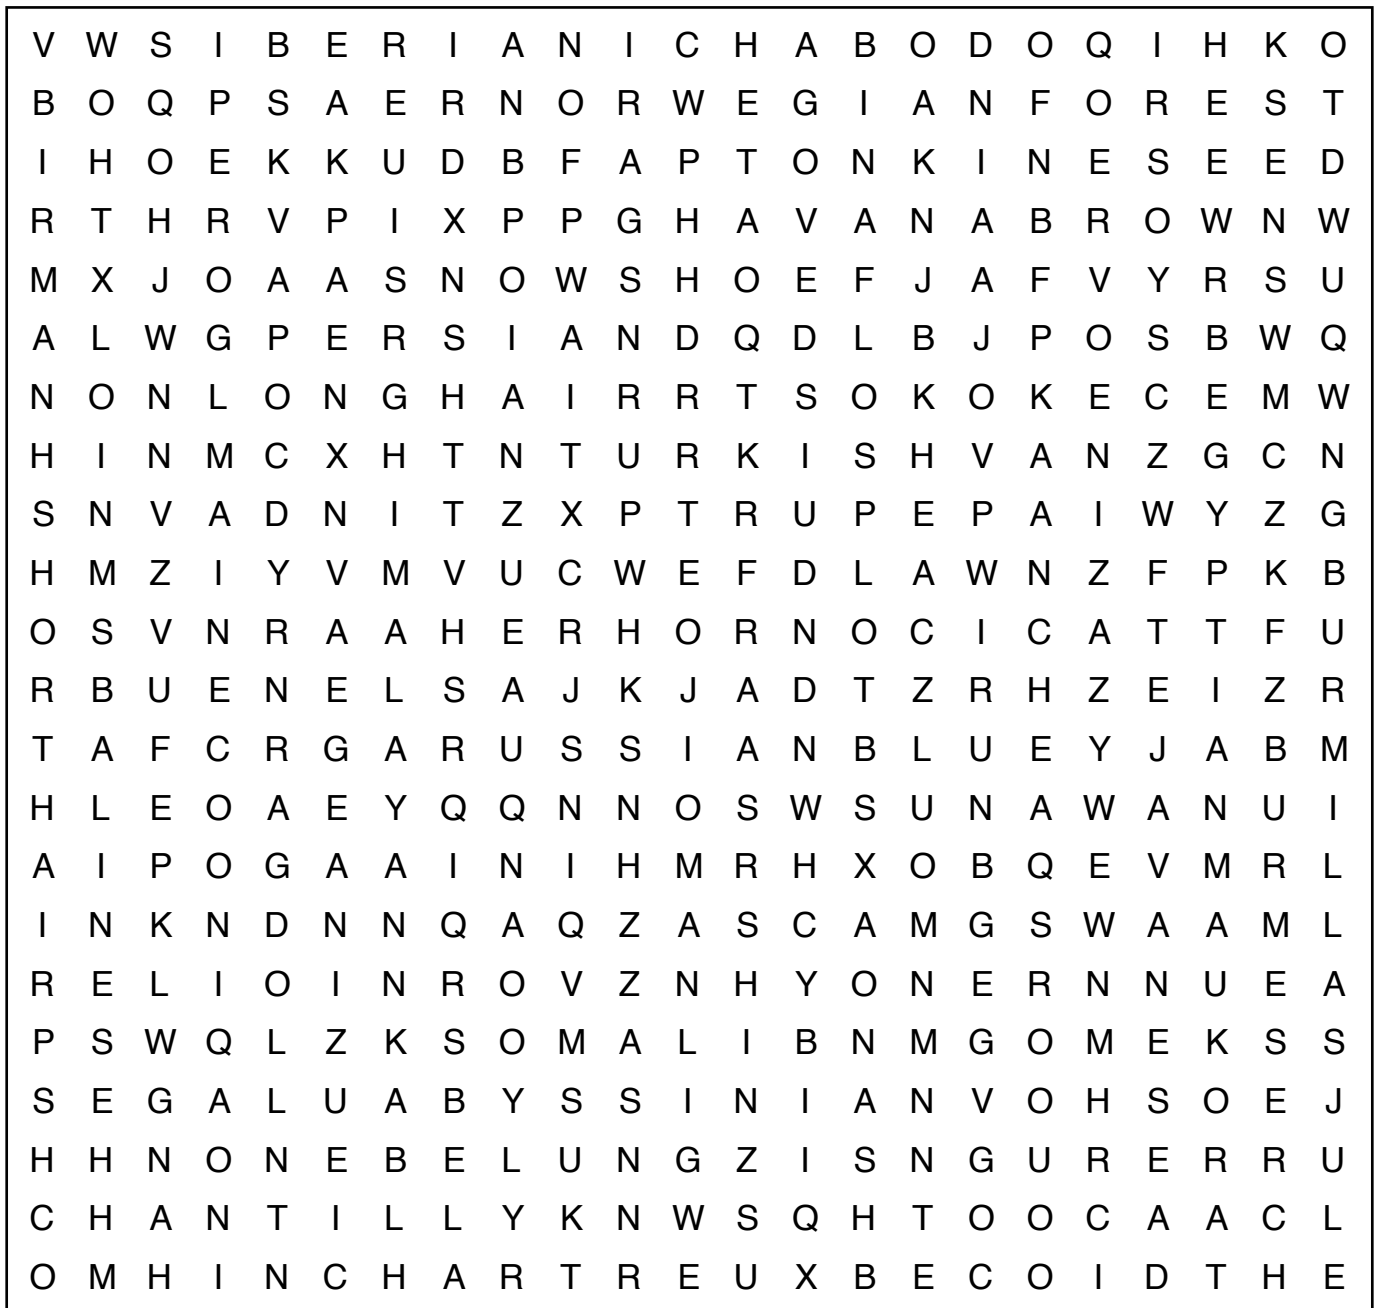 V W S I B E R I A N I C H A B O D O Q I H K O
B O Q P S A E R N O R W E G I A N F O R E S T
I H O E K K U D B F A P T O N K I N E S E E D
R T H R V P I X P P G H A V A N A B R O W N W
M X J O A A S N O W S H O E F J A F V Y R S U
A L W G P E R S I A N D Q D L B J P O S B W Q
N O N L O N G H A I R R T S O K O K E C E M W
H I N M C X H T N T U R K I S H V A N Z G C N
S N V A D N I T Z X P T R U P E P A I W Y Z G
H M Z I Y V M V U C W E F D L A W N Z F P K B
O S V N R A A H E R H O R N O C I C A T T F U
R B U E N E L S A J K J A D T Z R H Z E I Z R
T A F C R G A R U S S I A N B L U E Y J A B M
H L E O A E Y Q Q N N O S W S U N A W A N U I
A I P O G A A I N I H M R H X O B Q E V M R L
I N K N D N N Q A Q Z A S C A M G S W A A M L
R E L I O I N R O V Z N H Y O N E R N N U E A
P S W Q L Z K S O M A L I B N M G O M E K S S
S E G A L U A B Y S S I N I A N V O H S O E J
H H N O N E B E L U N G Z I S N G U R E R R U
C H A N T I L L Y K N W S Q H T O O C A A C L
O M H I N C H A R T R E U X B E C O I D T H E